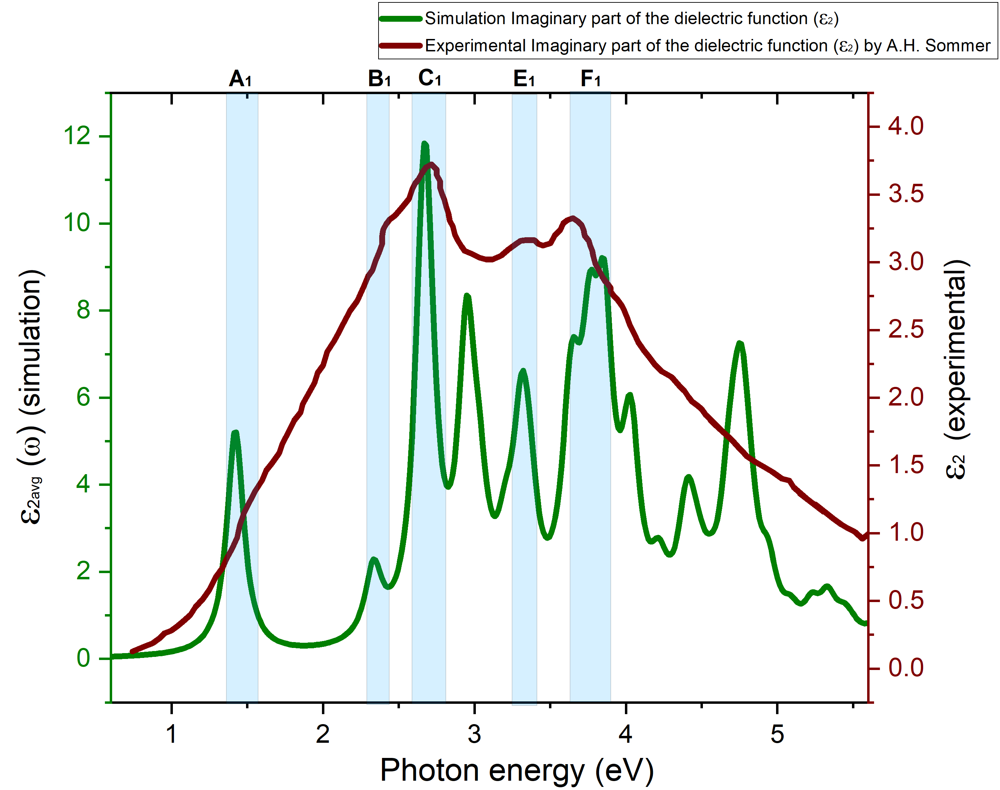 Simulation Imaginary part of the dielectric function (ε₂)
Experimental Imaginary part of the dielectric function (ε₂) by A.H. Sommer
A₁ B₁ C₁ E₁ F₁
12
10
8
6
4
2
0
ε₂avg (ω) (simulation)
4.0
3.5
3.0
2.5
2.0
1.5
1.0
0.5
0.0
ε₂ (experimental)
1 2 3 4 5
Photon energy (eV)